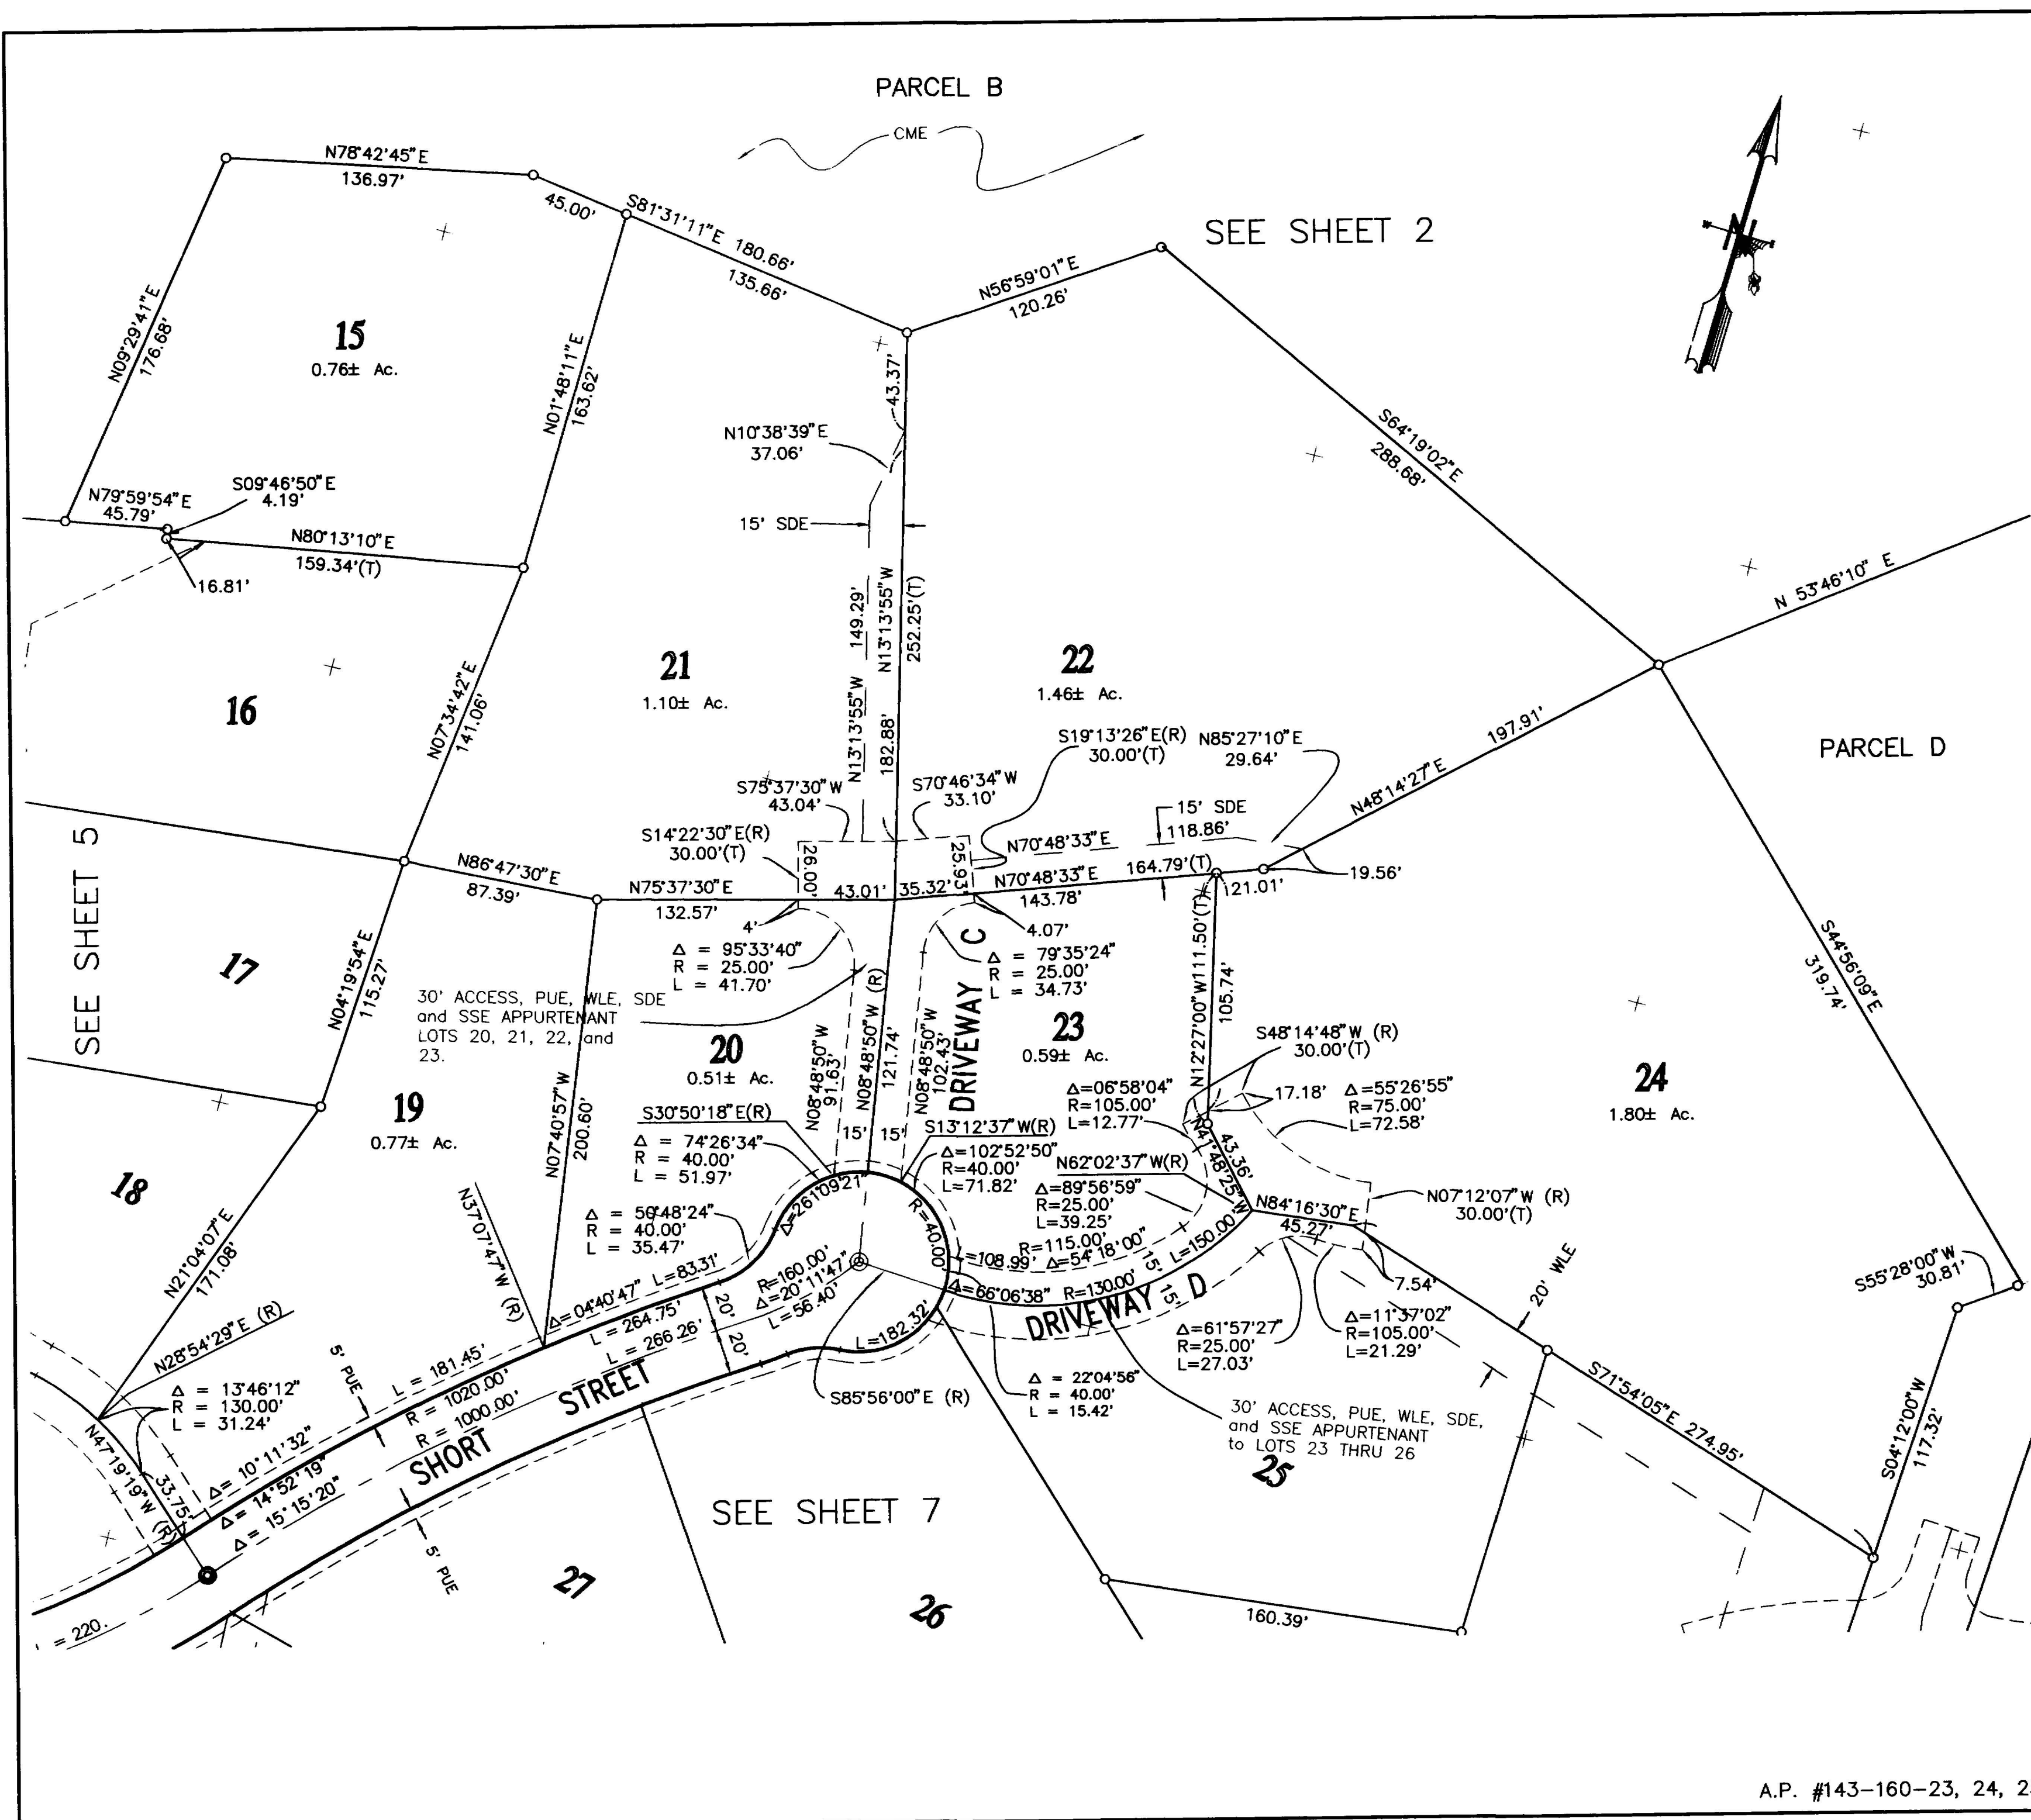 PARCEL B
CME
SEE SHEET 2
N
N78°42'45"E
136.97'
45.00'
S81°31'11"E 180.66'
135.66'
N56°59'01"E
120.26'
N09°29'41"E
176.68'
15
0.76± Ac.
N01°48'11"E
163.62'
43.37'
N10°38'39"E
37.06'
S64°19'02"E
288.68'
S09°46'50"E
4.19'
N79°59'54"E
45.79'
N80°13'10"E
159.34'(T)
16.81'
15' SDE
N13°13'55"W 149.29'
N13°13'55"W
252.25'(T)
182.88'
N 53°46'10" E
16
N07°34'42"E
141.06'
21
1.10± Ac.
22
1.46± Ac.
197.91'
N48°14'27"E
PARCEL D
S19°13'26"E(R)
30.00'(T)
N85°27'10"E
29.64'
S75°37'30"W
43.04'
S70°46'34"W
33.10'
15' SDE
118.86'
S14°22'30"E(R)
30.00'(T)
26.00'
25.93'
N70°48'33"E
164.79'(T)
19.56'
SEE SHEET 5
N86°47'30"E
87.39'
N75°37'30"E
132.57'
43.01'
35.32'
N70°48'33"E
143.78'
121.01'
4'
4.07'
Δ = 95°33'40"
R = 25.00'
L = 41.70'
Δ = 79°35'24"
R = 25.00'
L = 34.73'
17
N04°19'54"E
115.27'
30' ACCESS, PUE, WLE, SDE
and SSE APPURTENANT
LOTS 20, 21, 22, and
23.
DRIVEWAY C
N12°27'00"W111.50'(T)
105.74'
S44°56'09"E
319.74'
20
0.51± Ac.
N08°48'50"W
91.63'
N08°48'50"W (R)
121.74'
N08°48'50"W
102.43'
23
0.59± Ac.
S48°14'48"W (R)
30.00'(T)
17.18'
24
1.80± Ac.
19
0.77± Ac.
N07°40'57"W
200.60'
S30°50'18"E(R)
Δ = 74°26'34"
R = 40.00'
L = 51.97'
15'
15'
S13°12'37"W(R)
Δ=06°58'04"
R=105.00'
L=12.77'
Δ=55°26'55"
R=75.00'
L=72.58'
Δ=102°52'50"
R=40.00'
L=71.82'
N62°02'37"W(R)
N41°48'25"W
43.36'
Δ=89°56'59"
R=25.00'
L=39.25'
18
N21°04'07"E
171.08'
N37°07'47"W (R)
Δ = 50°48'24"
R = 40.00'
L = 35.47'
Δ=261°09'21"
R=40.00'
N84°16'30"E
45.27'
N07°12'07"W (R)
30.00'(T)
R=115.00'
=108.99' Δ=54°18'00"
15'
L=150.00'
Δ=66°06'38" R=130.00'
15'
DRIVEWAY D
7.54'
20' WLE
S55°28'00"W
30.81'
N28°54'29"E (R)
5' PUE
L = 181.45'
Δ=04°40'47" L=83.31'
L = 264.75'
L = 266.26'
R=160.00'
Δ=20°11'47"
L=56.40'
20'
20'
L=182.32'
Δ=61°57'27"
R=25.00'
L=27.03'
Δ=11°37'02"
R=105.00'
L=21.29'
S85°56'00"E (R)
Δ = 22°04'56"
R = 40.00'
L = 15.42'
Δ = 13°46'12"
R = 130.00'
L = 31.24'
R = 1020.00'
R = 1000.00'
SHORT STREET
N47°19'19"W (R)
33.75'
Δ= 10°11'32"
Δ = 14°52'19"
Δ = 15°15'20"
30' ACCESS, PUE, WLE, SDE,
and SSE APPURTENANT
to LOTS 23 THRU 26
25
S71°54'05"E 274.95'
S04°12'00"W
117.32'
SEE SHEET 7
5' PUE
27
26
160.39'
= 220.
A.P. #143-160-23, 24, 2